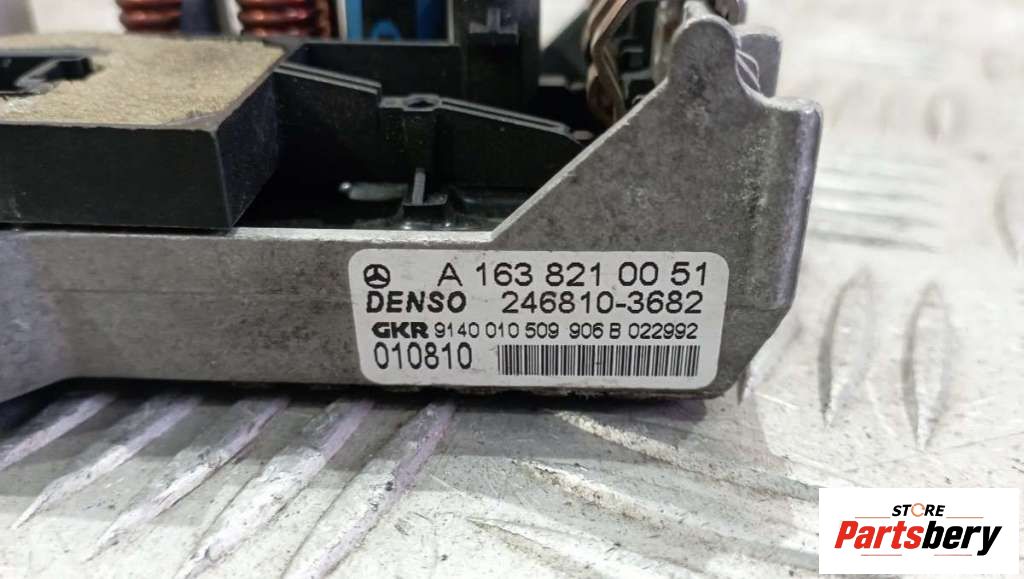 A 163 821 00 51
DENSO 246810-3682
GKR 9140 010 509 906 B 022992
010810
STORE
Partsbery